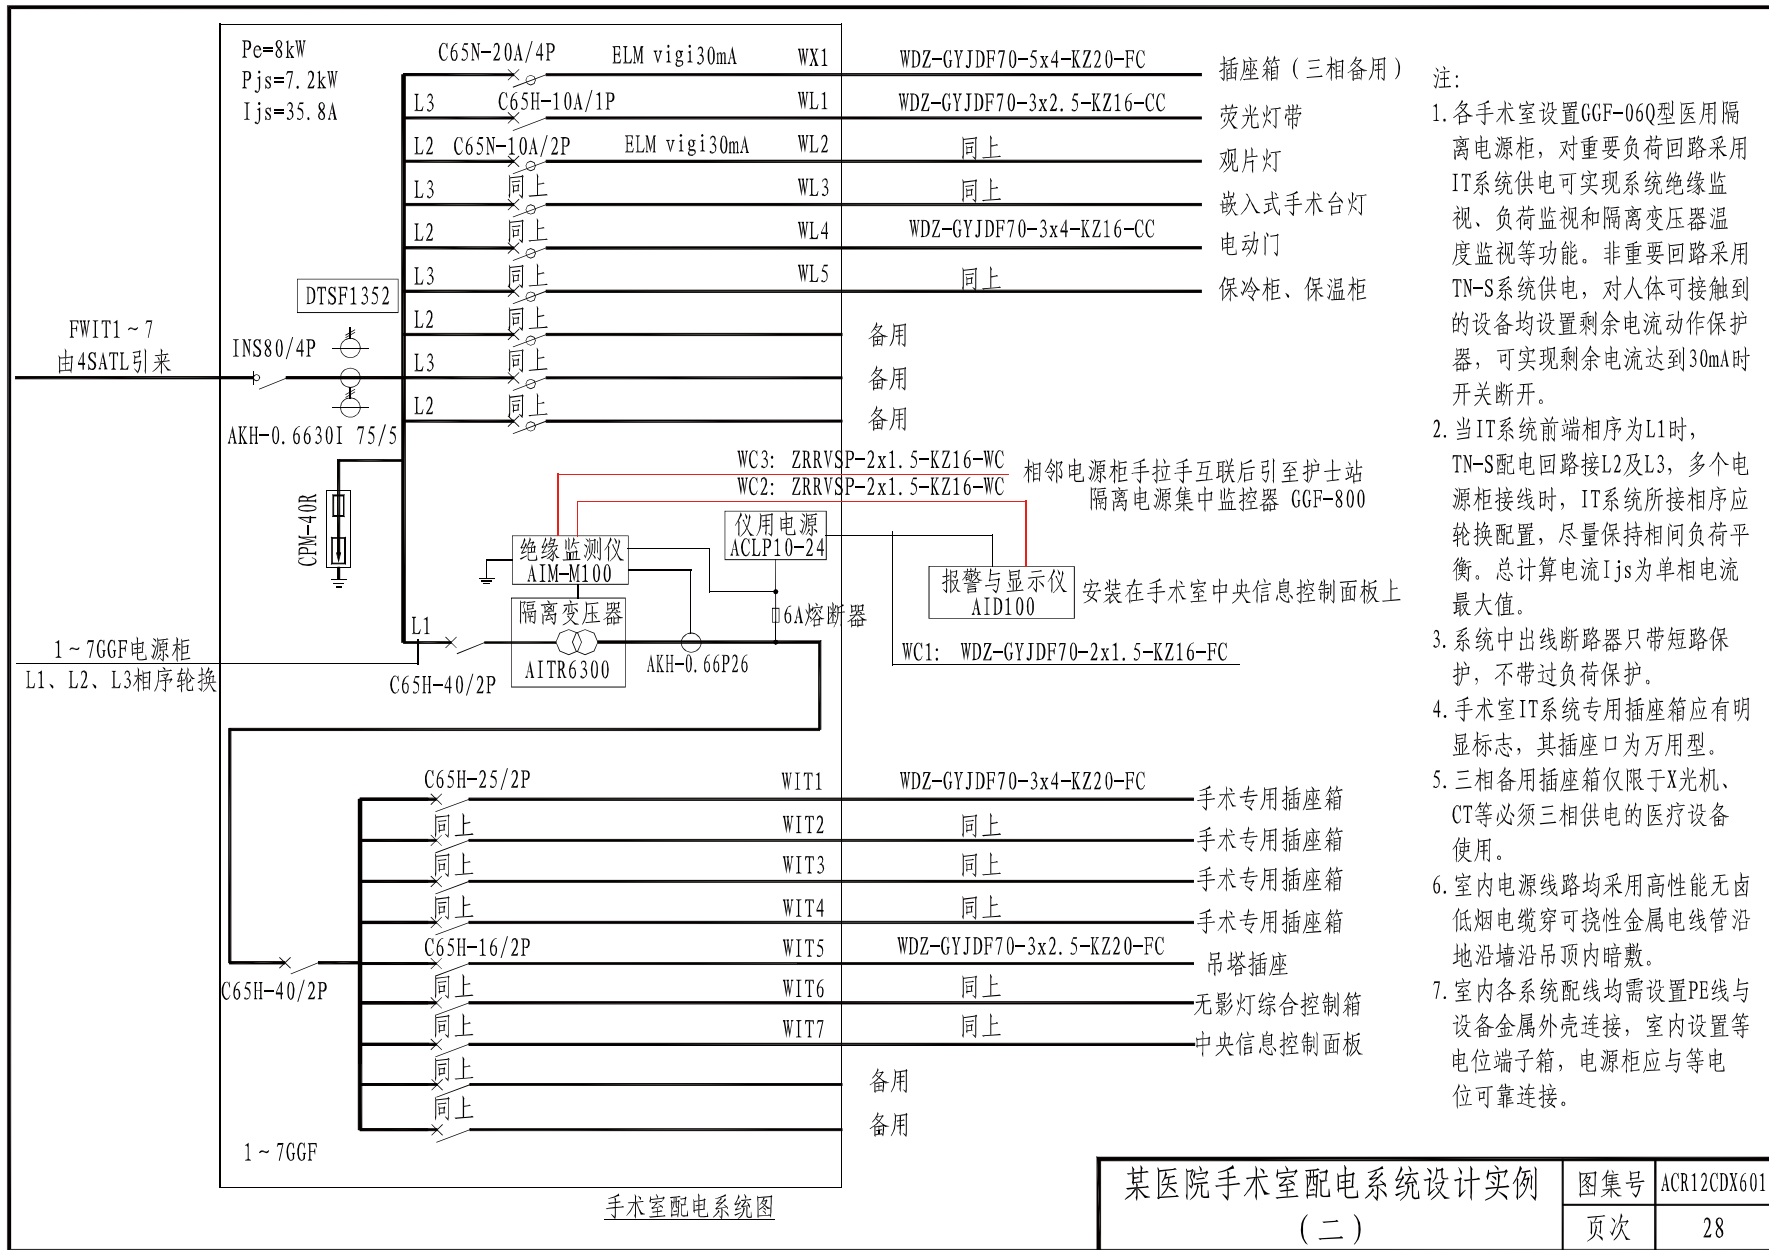 Pe=8kW
Pjs=7.2kW
Ijs=35.8A
C65N-20A/4P ELM vigi30mA WX1 WDZ-GYJDF70-5x4-KZ20-FC 插座箱（三相备用）
L3 C65H-10A/1P WL1 WDZ-GYJDF70-3x2.5-KZ16-CC 荧光灯带
L2 C65N-10A/2P ELM vigi30mA WL2 同上 观片灯
L3 同上 WL3 同上 嵌入式手术台灯
L2 同上 WL4 WDZ-GYJDF70-3x4-KZ16-CC 电动门
L3 同上 WL5 同上 保冷柜、保温柜
L2 同上 备用
L3 同上 备用
L2 同上 备用
DTSF1352
FWIT1~7
由4SATL引来
INS80/4P
AKH-0.6630I 75/5
CPM-40R
WC3: ZRRVSP-2x1.5-KZ16-WC
WC2: ZRRVSP-2x1.5-KZ16-WC
相邻电源柜手拉手互联后引至护士站
隔离电源集中监控器 GGF-800
仪用电源
ACLP10-24
绝缘监测仪
AIM-M100
报警与显示仪
AID100
安装在手术室中央信息控制面板上
隔离变压器
AITR6300
6A熔断器
L1
C65H-40/2P
AKH-0.66P26
WC1: WDZ-GYJDF70-2x1.5-KZ16-FC
1~7GGF电源柜
L1、L2、L3相序轮换
C65H-25/2P WIT1 WDZ-GYJDF70-3x4-KZ20-FC 手术专用插座箱
同上 WIT2 同上 手术专用插座箱
同上 WIT3 同上 手术专用插座箱
同上 WIT4 同上 手术专用插座箱
C65H-16/2P WIT5 WDZ-GYJDF70-3x2.5-KZ20-FC 吊塔插座
同上 WIT6 同上 无影灯综合控制箱
同上 WIT7 同上 中央信息控制面板
同上 备用
同上 备用
C65H-40/2P
1~7GGF
手术室配电系统图
注:
1.各手术室设置GGF-06Q型医用隔
离电源柜，对重要负荷回路采用
IT系统供电可实现系统绝缘监
视、负荷监视和隔离变压器温
度监视等功能。非重要回路采用
TN-S系统供电，对人体可接触到
的设备均设置剩余电流动作保护
器，可实现剩余电流达到30mA时
开关断开。
2.当IT系统前端相序为L1时，
TN-S配电回路接L2及L3，多个电
源柜接线时，IT系统所接相序应
轮换配置，尽量保持相间负荷平
衡。总计算电流Ijs为单相电流
最大值。
3.系统中出线断路器只带短路保
护，不带过负荷保护。
4.手术室IT系统专用插座箱应有明
显标志，其插座口为万用型。
5.三相备用插座箱仅限于X光机、
CT等必须三相供电的医疗设备
使用。
6.室内电源线路均采用高性能无卤
低烟电缆穿可挠性金属电线管沿
地沿墙沿吊顶内暗敷。
7.室内各系统配线均需设置PE线与
设备金属外壳连接，室内设置等
电位端子箱，电源柜应与等电
位可靠连接。
某医院手术室配电系统设计实例
（二）
图集号 ACR12CDX601
页次 28